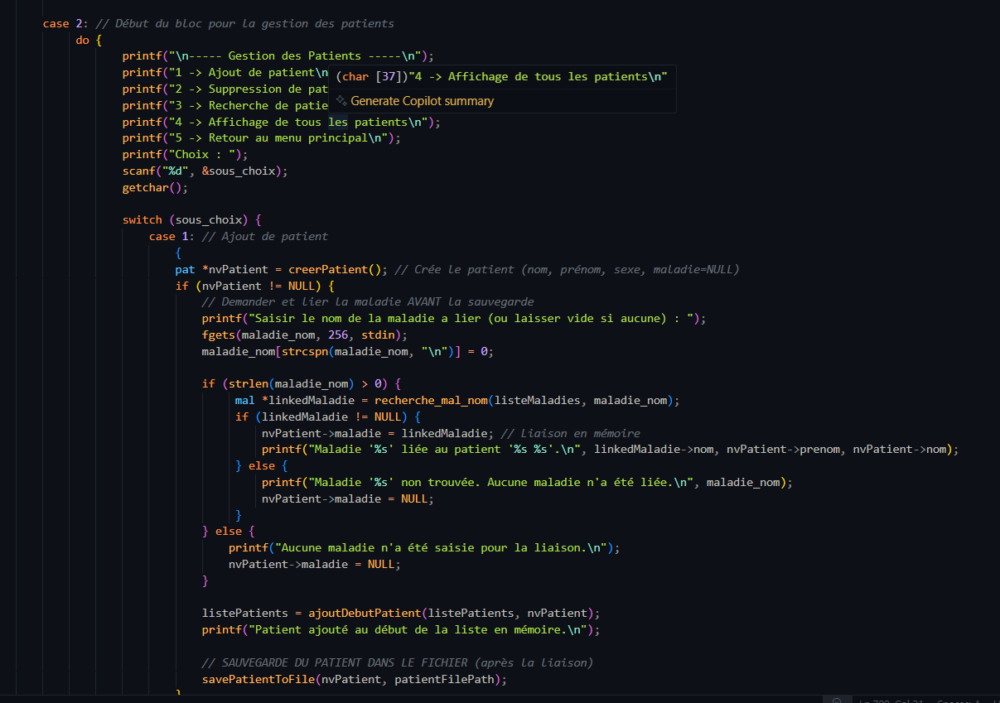 case 2: // Début du bloc pour la gestion des patients
do {
printf("\n----- Gestion des Patients -----\n");
printf("1 -> Ajout de patient\n
(char [37])"4 -> Affichage de tous les patients\n"
printf("2 -> Suppression de pat
Generate Copilot summary
printf("3 -> Recherche de patie
printf("4 -> Affichage de tous les patients\n");
printf("5 -> Retour au menu principal\n");
printf("Choix : ");
scanf("%d", &sous_choix);
getchar();
switch (sous_choix) {
case 1: // Ajout de patient
{
pat *nvPatient = creerPatient(); // Crée le patient (nom, prénom, sexe, maladie=NULL)
if (nvPatient != NULL) {
// Demander et lier la maladie AVANT la sauvegarde
printf("Saisir le nom de la maladie a lier (ou laisser vide si aucune) : ");
fgets(maladie_nom, 256, stdin);
maladie_nom[strcspn(maladie_nom, "\n")] = 0;
if (strlen(maladie_nom) > 0) {
mal *linkedMaladie = recherche_mal_nom(listeMaladies, maladie_nom);
if (linkedMaladie != NULL) {
nvPatient->maladie = linkedMaladie; // liaison en mémoire
printf("Maladie '%s' liée au patient '%s %s'.\n", linkedMaladie->nom, nvPatient->prenom, nvPatient->nom);
} else {
printf("Maladie '%s' non trouvée. Aucune maladie n'a été liée.\n", maladie_nom);
nvPatient->maladie = NULL;
}
} else {
printf("Aucune maladie n'a été saisie pour la liaison.\n");
nvPatient->maladie = NULL;
}
listePatients = ajoutDebutPatient(listePatients, nvPatient);
printf("Patient ajouté au début de la liste en mémoire.\n");
// SAUVEGARDE DU PATIENT DANS LE FICHIER (après la liaison)
savePatientToFile(nvPatient, patientFilePath);
}